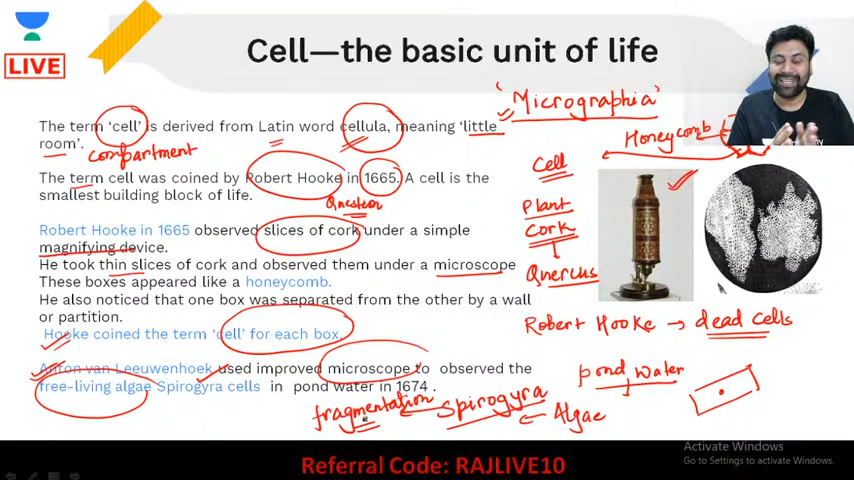 LIVE
Cell—the basic unit of life
'Micrographia'
The term 'cell' is derived from Latin word cellula, meaning 'little
room'.
compartment
Honeycomb
The term cell was coined by Robert Hooke in 1665. A cell is the
smallest building block of life.
Question
Cell
Plant
Cork
Quercus
Robert Hooke in 1665 observed slices of cork under a simple
magnifying device.
He took thin slices of cork and observed them under a microscope
These boxes appeared like a honeycomb.
He also noticed that one box was separated from the other by a wall
or partition.
Hooke coined the term 'cell' for each box.
Robert Hooke → dead cells
Anton van Leeuwenhoek used improved microscope to observed the
free-living algae Spirogyra cells in pond water in 1674 .
pond water
fragmentation ← Spirogyra ← Algae
Activate Windows
Go to Settings to activate Windows.
Referral Code: RAJLIVE10